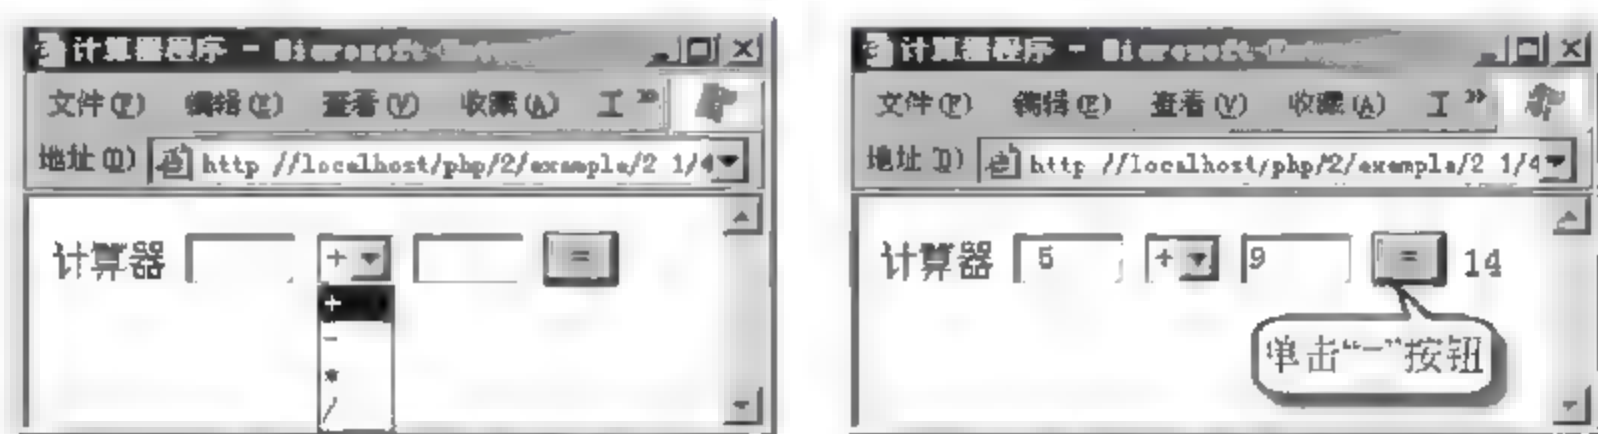 计算器程序 - Microsoft
文件(F) 编辑(E) 查看(V) 收藏(A) 工 »
地址(D) http //localhost/php/2/example/2 1/4
计算器 + =
+
-
*
/
计算器程序 - Microsoft
文件(F) 编辑(E) 查看(V) 收藏(A) 工 »
地址(D) http //localhost/php/2/example/2 1/4
计算器 5 + 9 = 14
单击“-”按钮